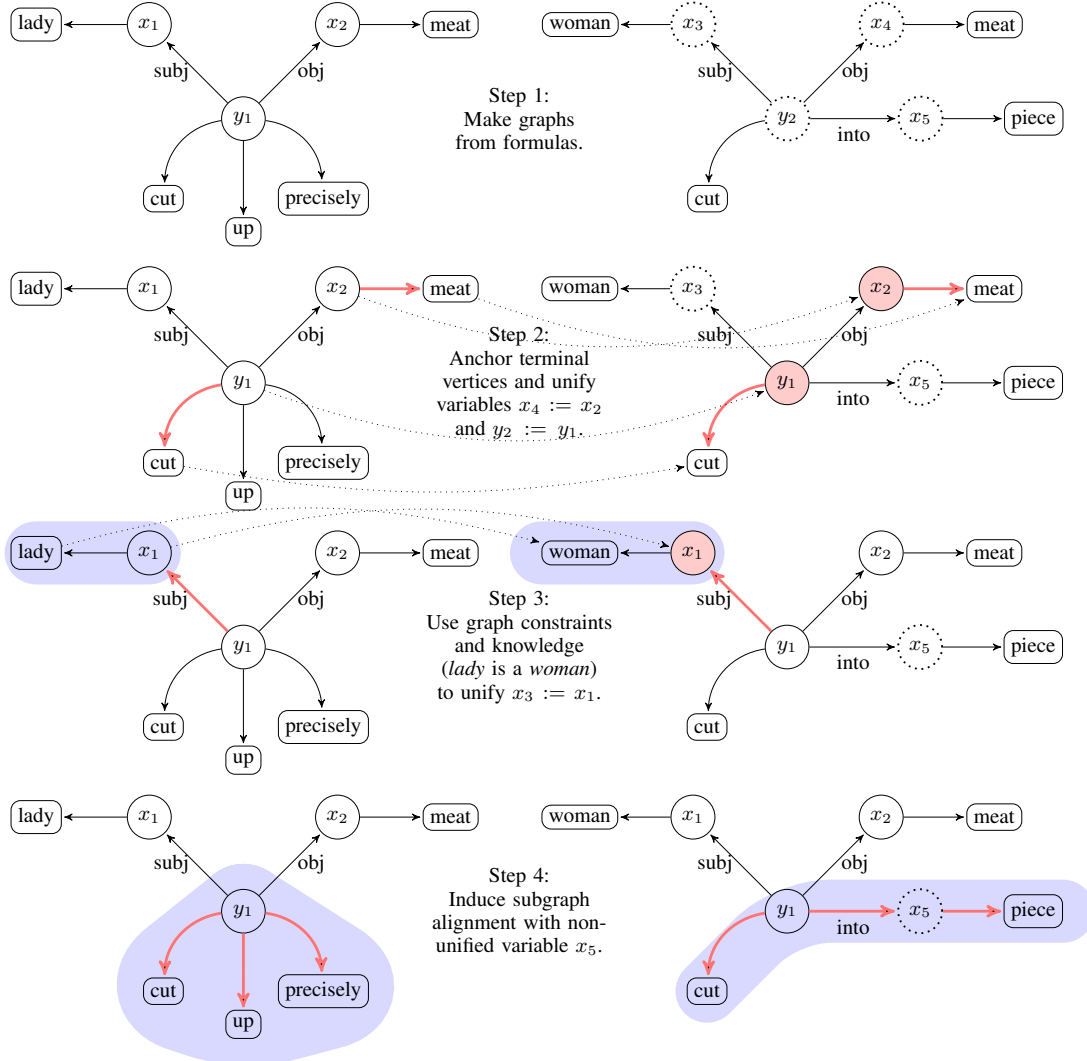 lady x₁ x₂ meat
subj obj
y₁
cut precisely
up
Step 1:
Make graphs
from formulas.
woman x₃ x₄ meat
subj obj
y₂ x₅ piece
into
cut
lady x₁ x₂ meat
subj obj
y₁
cut precisely
up
Step 2:
Anchor terminal
vertices and unify
variables x₄ := x₂
and y₂ := y₁.
woman x₃ x₂ meat
subj obj
y₁ x₅ piece
into
cut
lady x₁ x₂ meat
subj obj
y₁
cut precisely
up
Step 3:
Use graph constraints
and knowledge
(lady is a woman)
to unify x₃ := x₁.
woman x₁ x₂ meat
subj obj
y₁ x₅ piece
into
cut
lady x₁ x₂ meat
subj obj
y₁
cut precisely
up
Step 4:
Induce subgraph
alignment with non-
unified variable x₅.
woman x₁ x₂ meat
subj obj
y₁ x₅ piece
into
cut